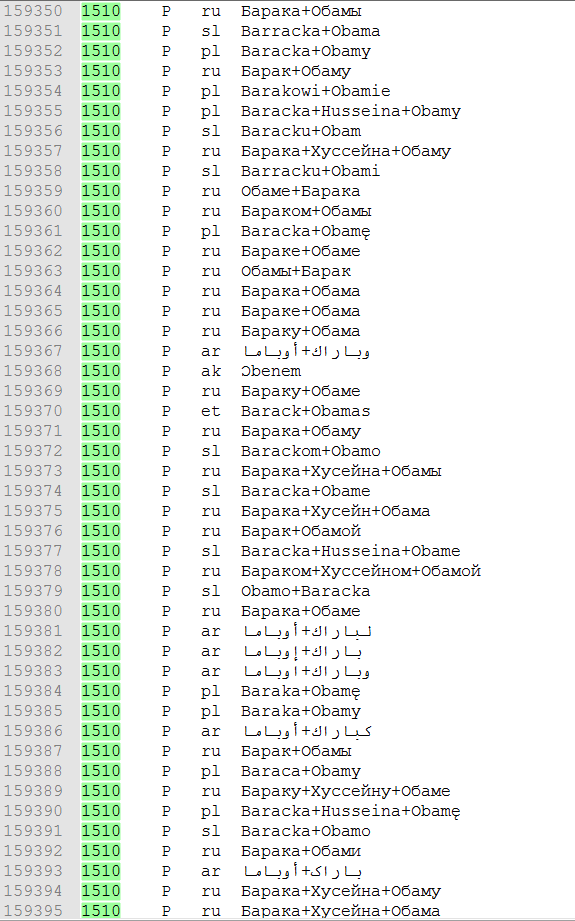 159350 1510 P ru Барака+Обамы
159351 1510 P sl Barracka+Obama
159352 1510 P pl Baracka+Obamy
159353 1510 P ru Барак+Обаму
159354 1510 P pl Barakowi+Obamie
159355 1510 P pl Baracka+Husseina+Obamy
159356 1510 P sl Baracku+Obam
159357 1510 P ru Барака+Хуссейна+Обаму
159358 1510 P sl Barracku+Obami
159359 1510 P ru Обаме+Барака
159360 1510 P ru Бараком+Обамы
159361 1510 P pl Baracka+Obamę
159362 1510 P ru Бараке+Обаме
159363 1510 P ru Обамы+Барак
159364 1510 P ru Барака+Обама
159365 1510 P ru Бараке+Обама
159366 1510 P ru Бараку+Обама
159367 1510 P ar وباراك+أوباما
159368 1510 P ak Ɔbenem
159369 1510 P ru Бараку+Обаме
159370 1510 P et Barack+Obamas
159371 1510 P ru Барака+Обаму
159372 1510 P sl Barackom+Obamo
159373 1510 P ru Барака+Хусейна+Обамы
159374 1510 P sl Baracka+Obame
159375 1510 P ru Барака+Хусейн+Обама
159376 1510 P ru Барак+Обамой
159377 1510 P sl Baracka+Husseina+Obame
159378 1510 P ru Бараком+Хуссейном+Обамой
159379 1510 P sl Obamo+Baracka
159380 1510 P ru Барака+Обаме
159381 1510 P ar لباراك+أوباما
159382 1510 P ar باراك+إوباما
159383 1510 P ar وباراك+اوباما
159384 1510 P pl Baraka+Obamę
159385 1510 P pl Baraka+Obamy
159386 1510 P ar كباراك+أوباما
159387 1510 P ru Барак+Обамы
159388 1510 P pl Baraca+Obamy
159389 1510 P ru Бараку+Хуссейну+Обаме
159390 1510 P pl Baracka+Husseina+Obamę
159391 1510 P sl Baracka+Obamo
159392 1510 P ru Барака+Обами
159393 1510 P ar باراک+أوباما
159394 1510 P ru Барака+Хусейна+Обаму
159395 1510 P ru Барака+Хусейна+Обама